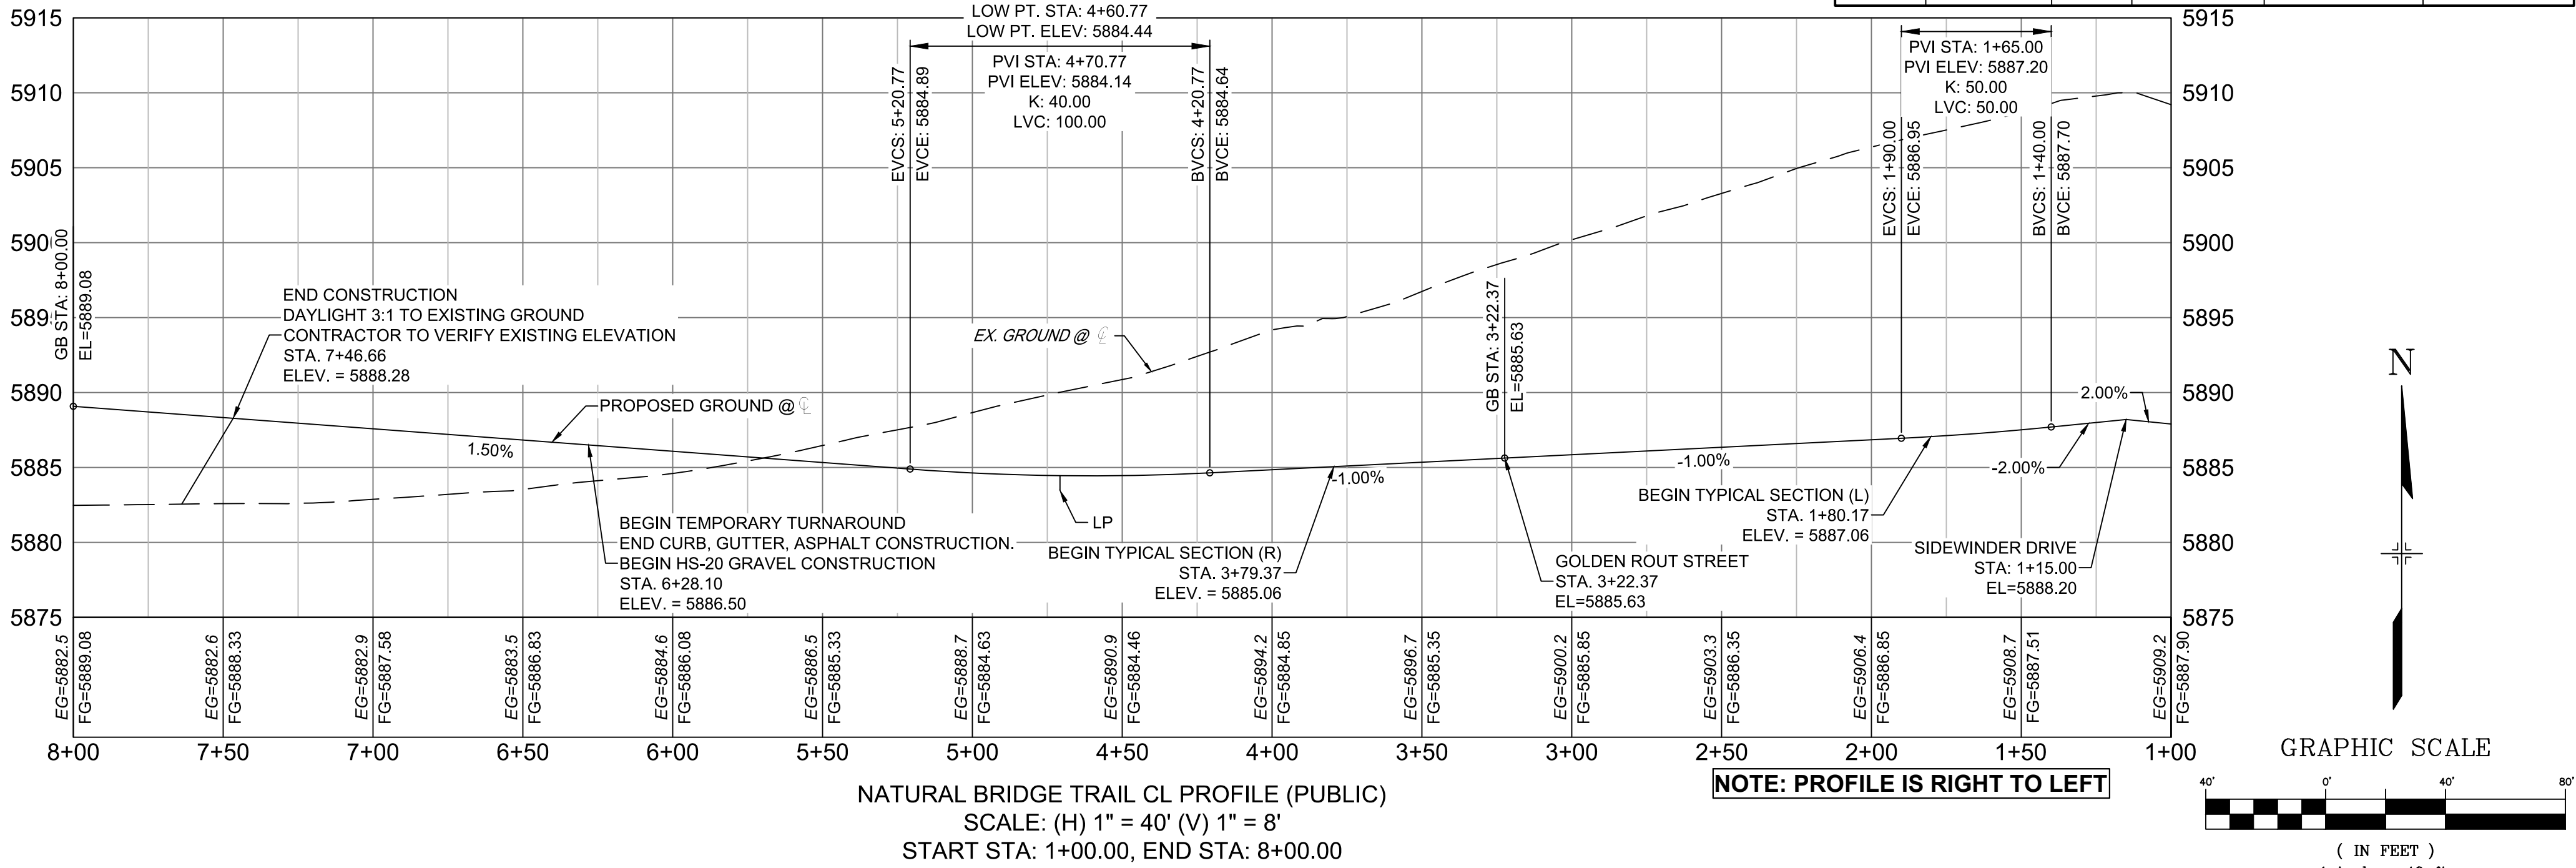 LOW PT. STA: 4+60.77
LOW PT. ELEV: 5884.44
PVI STA: 4+70.77
PVI ELEV: 5884.14
K: 40.00
LVC: 100.00
EVCS: 5+20.77
EVCE: 5884.89
BVCS: 4+20.77
BVCE: 5884.64
PVI STA: 1+65.00
PVI ELEV: 5887.20
K: 50.00
LVC: 50.00
EVCS: 1+90.00
EVCE: 5886.95
BVCS: 1+40.00
BVCE: 5887.70
5915
5910
5905
5900
5895
5890
5885
5880
5875
5915
5910
5905
5900
5895
5890
5885
5880
5875
GB STA: 8+00.00
EL=5889.08
END CONSTRUCTION
DAYLIGHT 3:1 TO EXISTING GROUND
CONTRACTOR TO VERIFY EXISTING ELEVATION
STA. 7+46.66
ELEV. = 5888.28
PROPOSED GROUND @ ℄
1.50%
EX. GROUND @ ℄
GB STA: 3+22.37
EL=5885.63
2.00%
-1.00%
-1.00%
-2.00%
LP
BEGIN TEMPORARY TURNAROUND
END CURB, GUTTER, ASPHALT CONSTRUCTION.
BEGIN HS-20 GRAVEL CONSTRUCTION
STA. 6+28.10
ELEV. = 5886.50
BEGIN TYPICAL SECTION (R)
STA. 3+79.37
ELEV. = 5885.06
GOLDEN ROUT STREET
STA. 3+22.37
EL=5885.63
BEGIN TYPICAL SECTION (L)
STA. 1+80.17
ELEV. = 5887.06
SIDEWINDER DRIVE
STA: 1+15.00
EL=5888.20
EG=5882.5
FG=5889.08
EG=5882.6
FG=5888.33
EG=5882.9
FG=5887.58
EG=5883.5
FG=5886.83
EG=5884.6
FG=5886.08
EG=5886.5
FG=5885.33
EG=5888.7
FG=5884.63
EG=5890.9
FG=5884.46
EG=5894.2
FG=5884.85
EG=5896.7
FG=5885.35
EG=5900.2
FG=5885.85
EG=5903.3
FG=5886.35
EG=5906.4
FG=5886.85
EG=5908.7
FG=5887.51
EG=5909.2
FG=5887.90
8+00 7+50 7+00 6+50 6+00 5+50 5+00 4+50 4+00 3+50 3+00 2+50 2+00 1+50 1+00
NATURAL BRIDGE TRAIL CL PROFILE (PUBLIC)
SCALE: (H) 1" = 40' (V) 1" = 8'
START STA: 1+00.00, END STA: 8+00.00
NOTE: PROFILE IS RIGHT TO LEFT
N
GRAPHIC SCALE
40' 0' 40' 80'
( IN FEET )